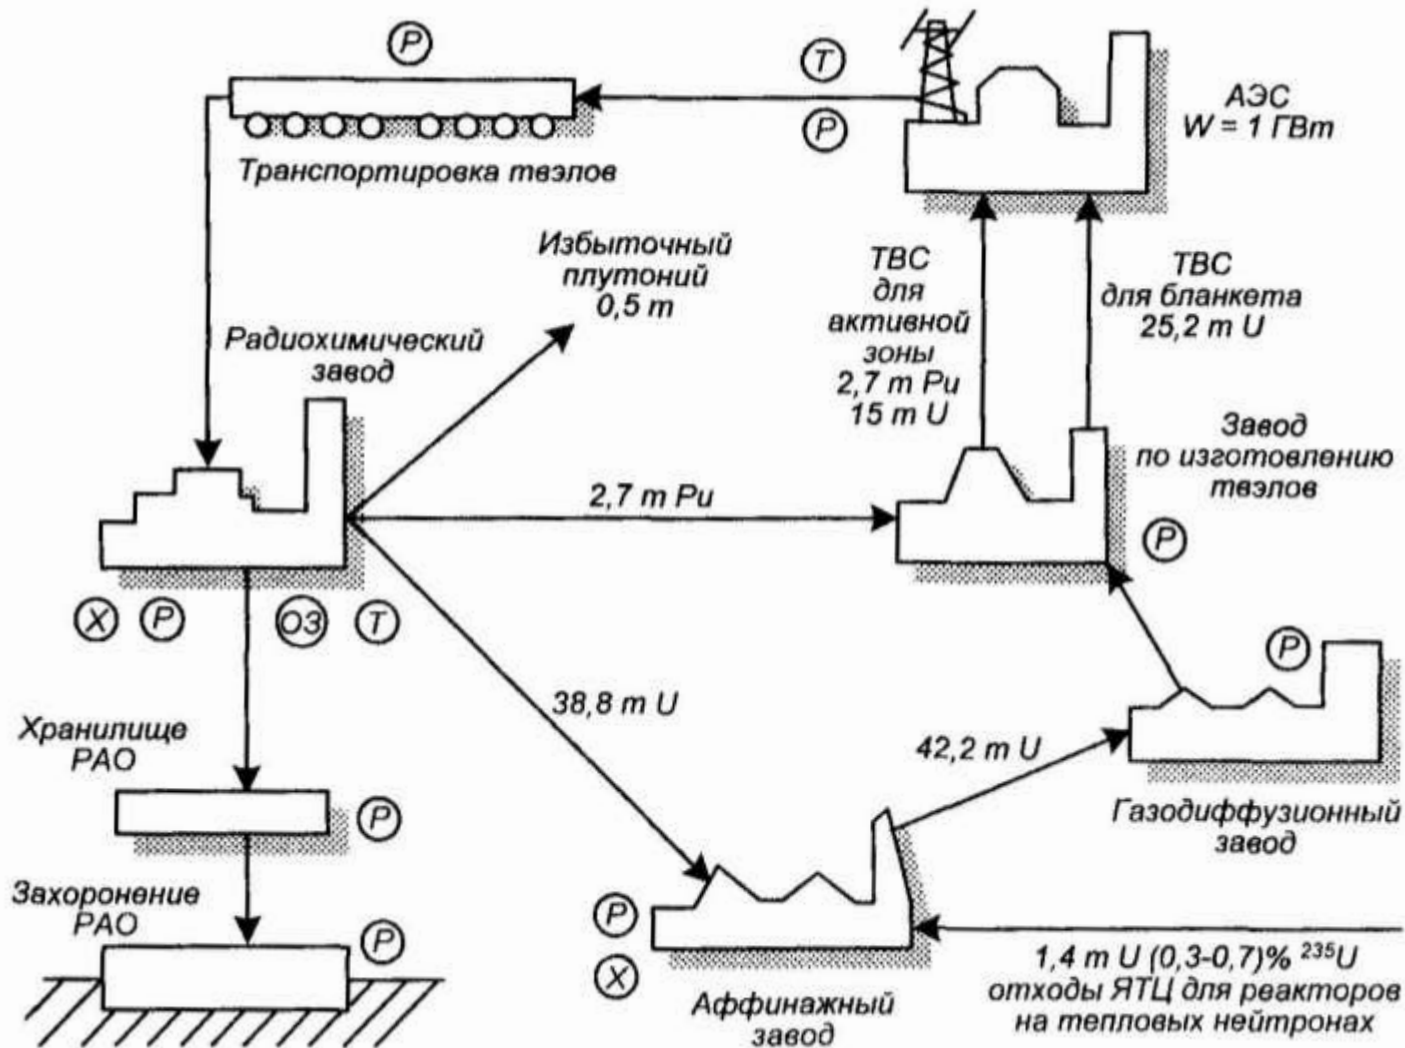 P
T
P
АЭС
W = 1 ГВт
Транспортировка твэлов
Избыточный
плутоний
0,5 т
ТВС
для
активной
зоны
2,7 т Pu
15 т U
ТВС
для бланкета
25,2 т U
Радиохимический
завод
Завод
по изготовлению
твэлов
2,7 т Pu
P
X
P
ОЗ
T
P
38,8 т U
42,2 т U
Хранилище
РАО
P
Газодиффузионный
завод
Захоронение
РАО
P
P
X
1,4 т U (0,3-0,7)% ²³⁵U
отходы ЯТЦ для реакторов
на тепловых нейтронах
Аффинажный
завод